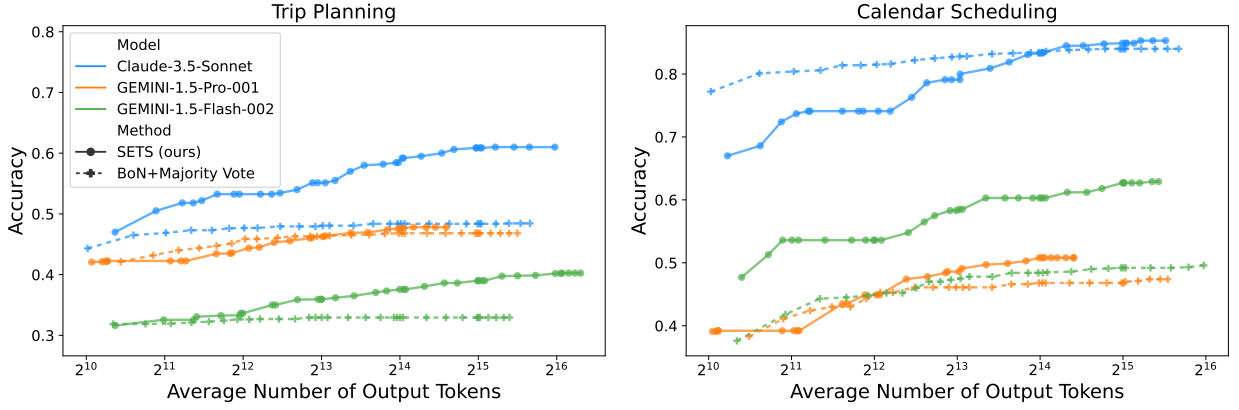 Trip Planning
Accuracy
0.8
0.7
0.6
0.5
0.4
0.3
Model
Claude-3.5-Sonnet
GEMINI-1.5-Pro-001
GEMINI-1.5-Flash-002
Method
SETS (ours)
BoN+Majority Vote
2^10 2^11 2^12 2^13 2^14 2^15 2^16
Average Number of Output Tokens
Calendar Scheduling
Accuracy
0.8
0.7
0.6
0.5
0.4
2^10 2^11 2^12 2^13 2^14 2^15 2^16
Average Number of Output Tokens